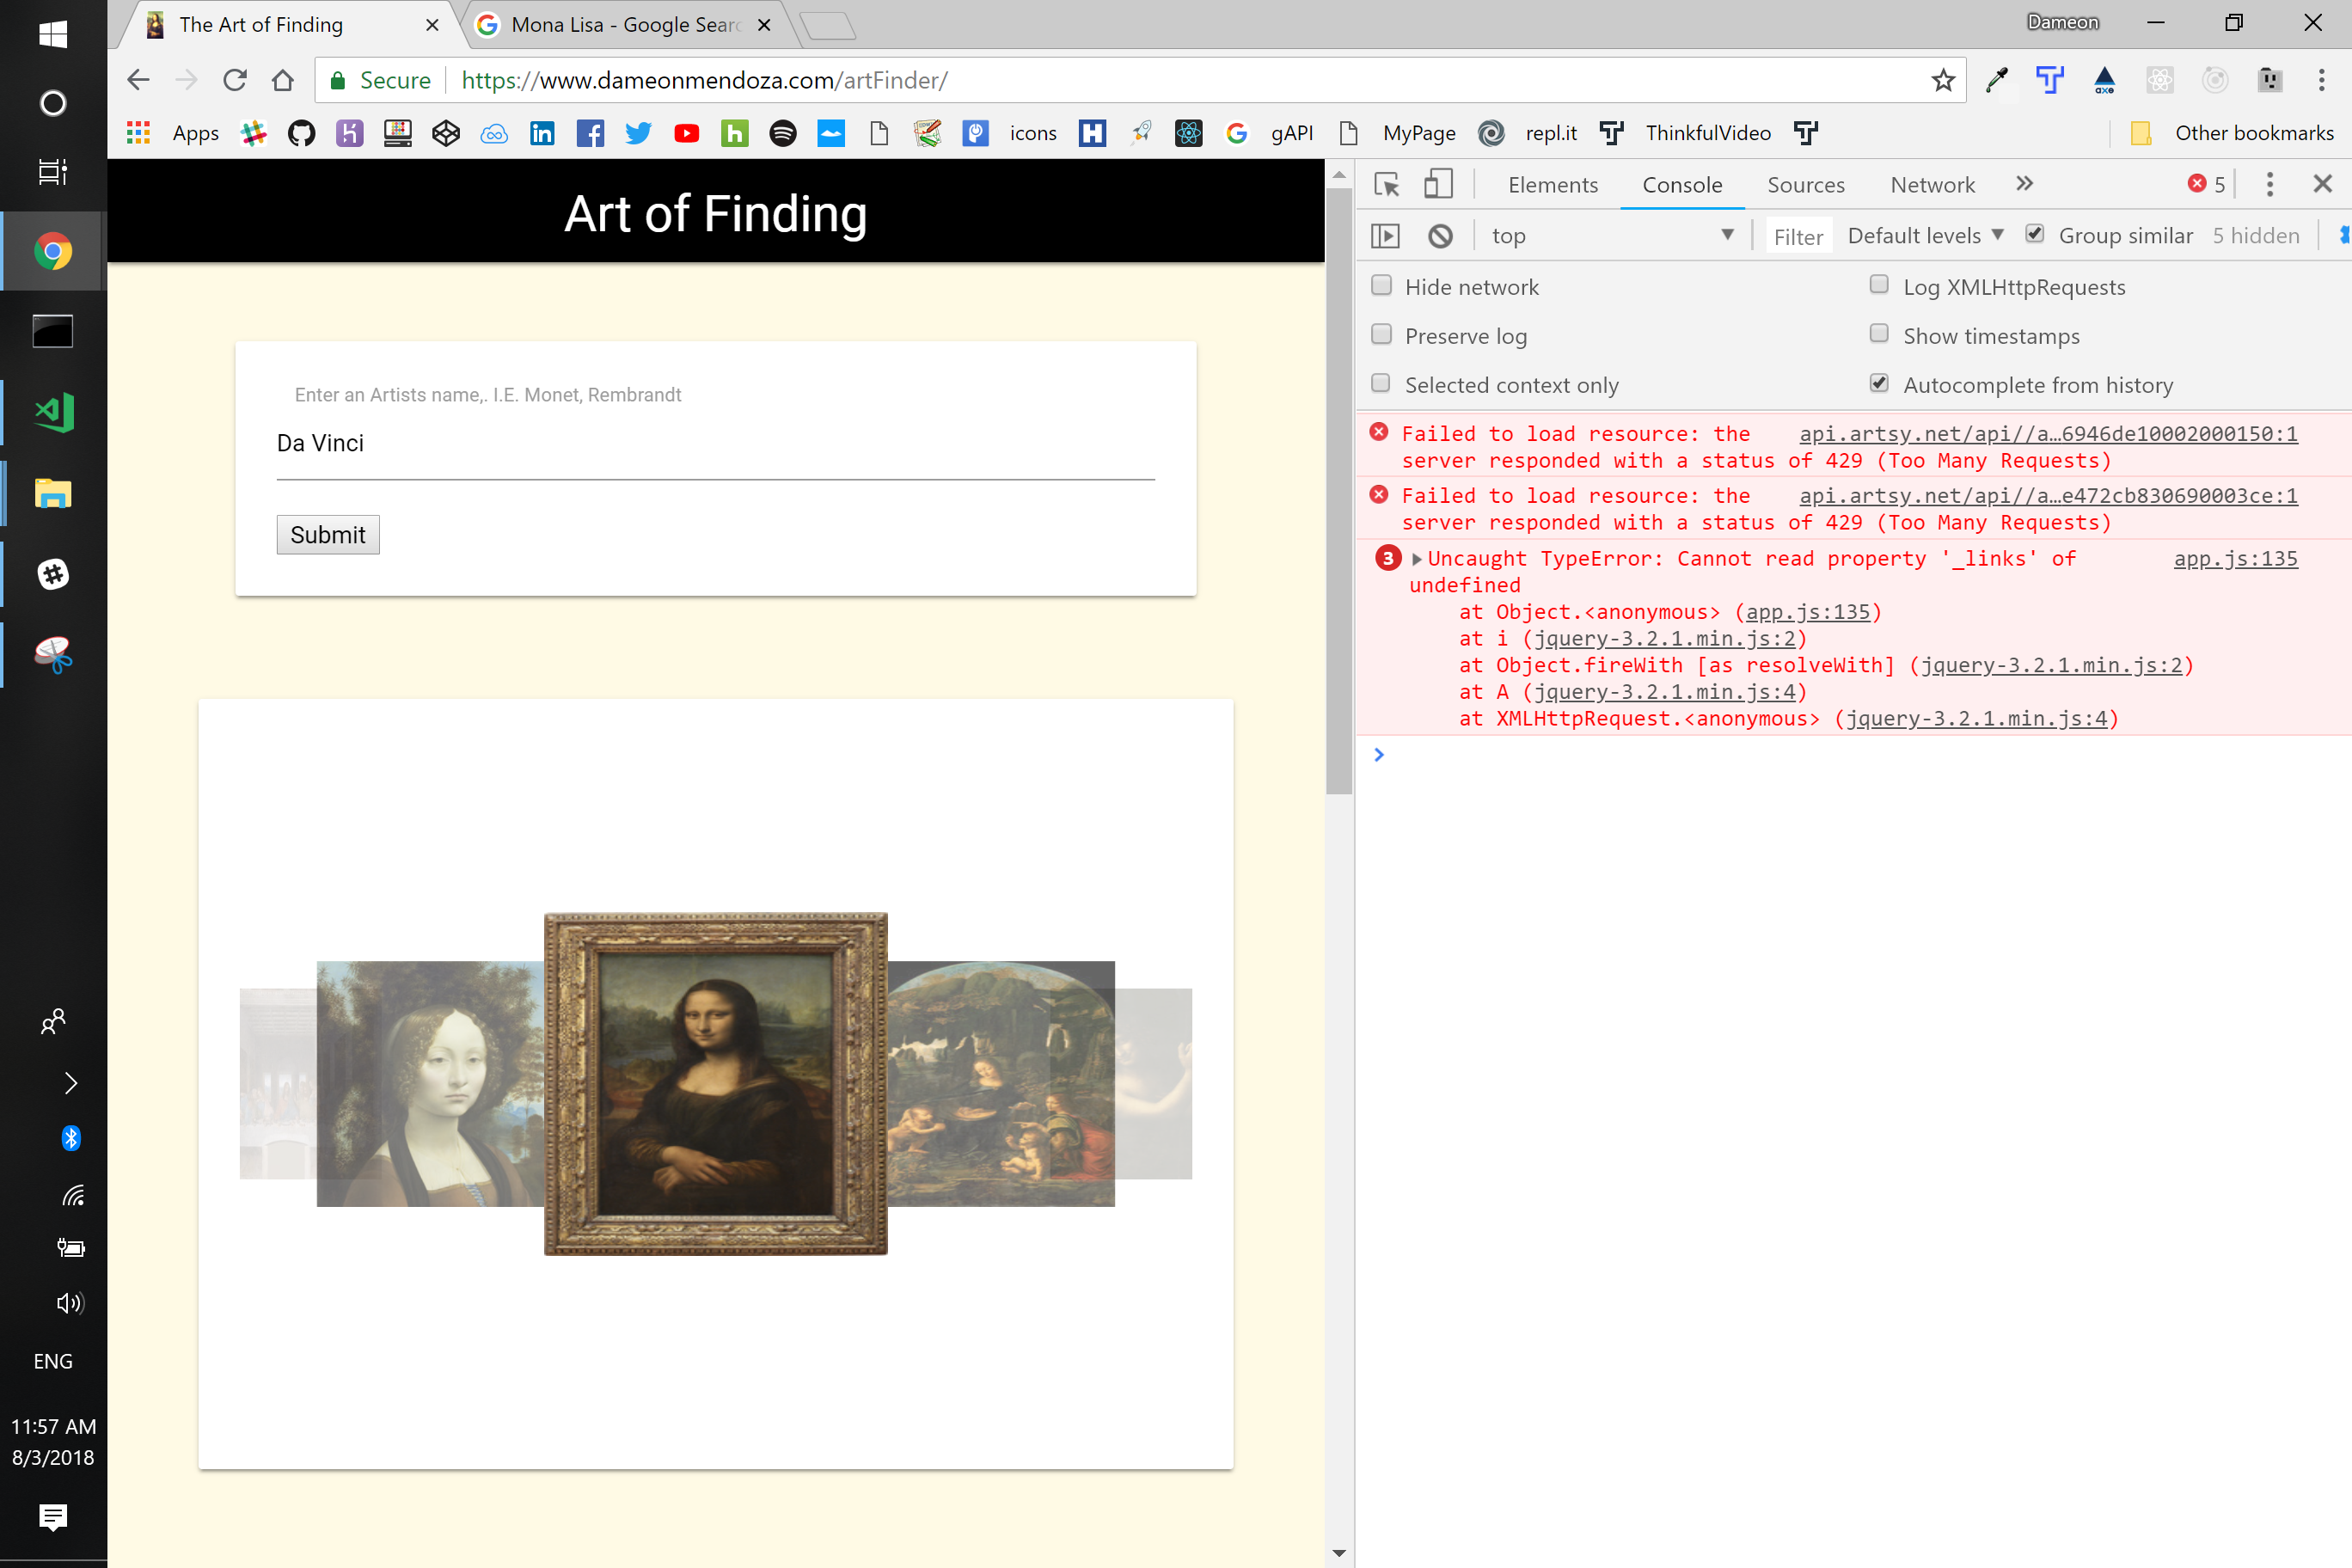 The Art of Finding
Mona Lisa - Google Searc
Dameon
Secure
https://www.dameonmendoza.com/artFinder/
axe
Apps
icons
gAPI
MyPage
repl.it
ThinkfulVideo
Other bookmarks
Art of Finding
Enter an Artists name,. I.E. Monet, Rembrandt
Da Vinci
Submit
Elements Console Sources Network
5
top
Filter
Default levels
Group similar
5 hidden
Hide network
Log XMLHttpRequests
Preserve log
Show timestamps
Selected context only
Autocomplete from history
Failed to load resource: the api.artsy.net/api//a…6946de10002000150:1
server responded with a status of 429 (Too Many Requests)
Failed to load resource: the api.artsy.net/api//a…e472cb830690003ce:1
server responded with a status of 429 (Too Many Requests)
3 Uncaught TypeError: Cannot read property '_links' of app.js:135
undefined
at Object.<anonymous> (app.js:135)
at i (jquery-3.2.1.min.js:2)
at Object.fireWith [as resolveWith] (jquery-3.2.1.min.js:2)
at A (jquery-3.2.1.min.js:4)
at XMLHttpRequest.<anonymous> (jquery-3.2.1.min.js:4)
ENG
11:57 AM
8/3/2018